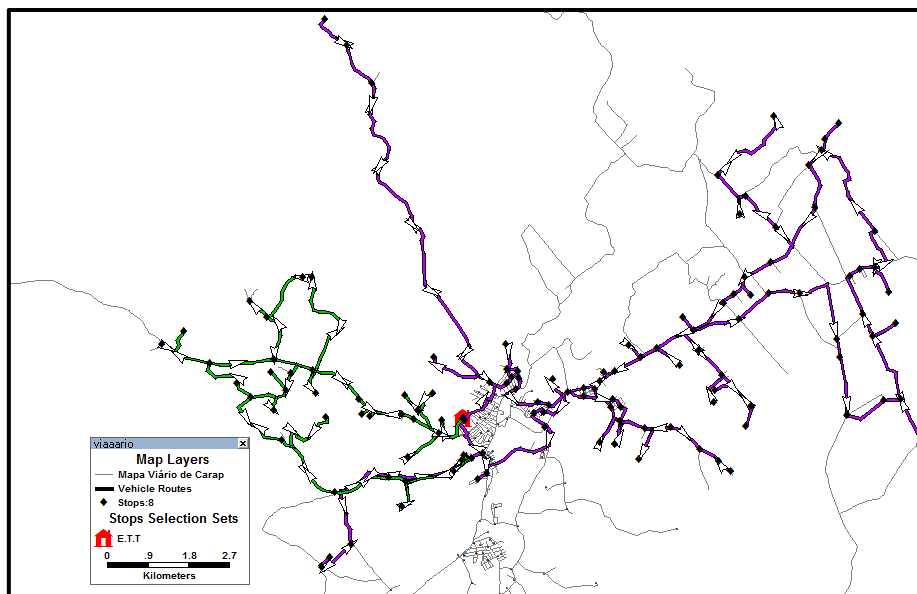 viaaario
Map Layers
Mapa Viário de Carap
Vehicle Routes
Stops:8
Stops Selection Sets
E.T.T
0 .9 1.8 2.7
Kilometers